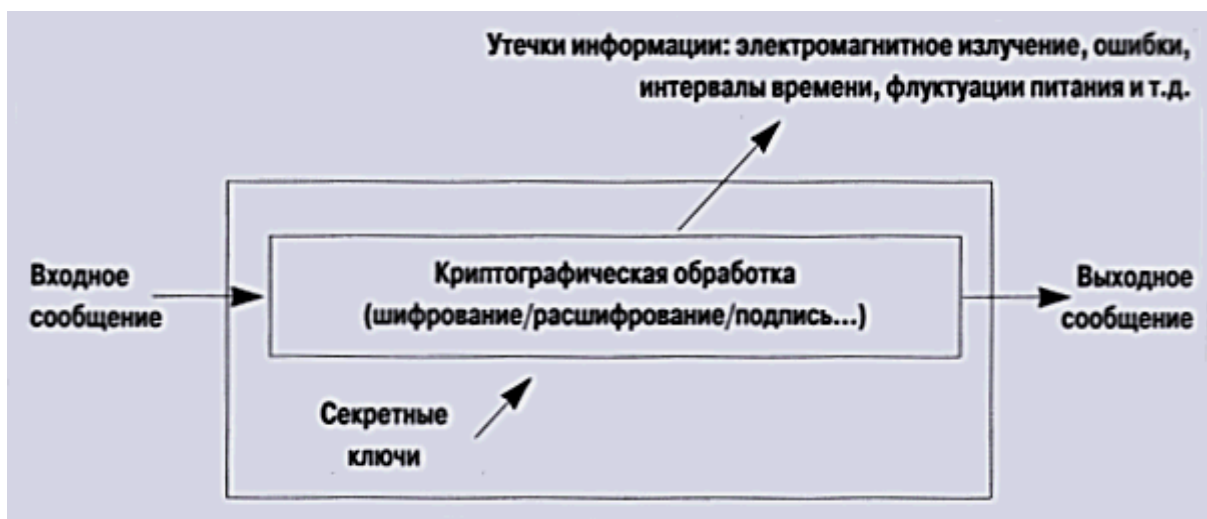 Утечки информации: электромагнитное излучение, ошибки,
интервалы времени, флуктуации питания и т.д.
Входное
сообщение
Криптографическая обработка
(шифрование/расшифрование/подпись...)
Выходное
сообщение
Секретные
ключи